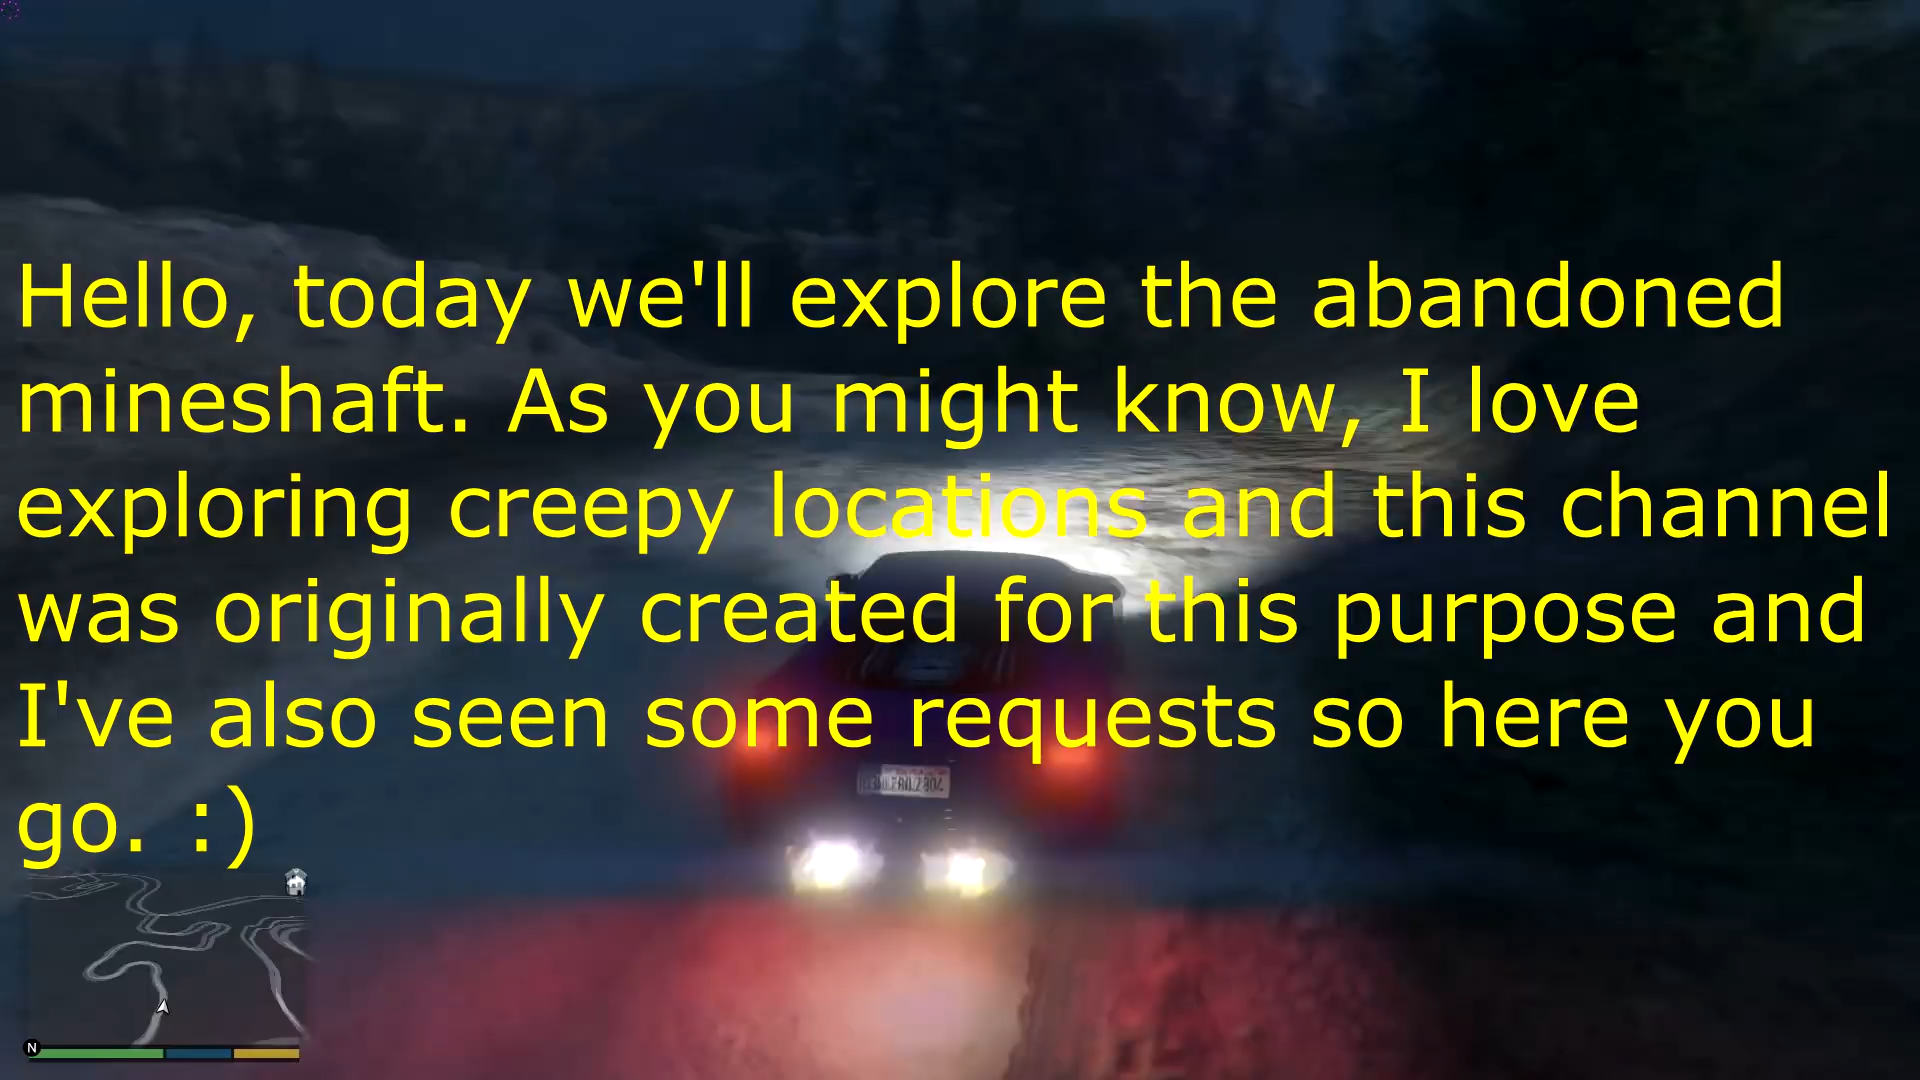 Hello, today we'll explore the abandoned
mineshaft. As you might know, I love
exploring creepy locations and this channel
was originally created for this purpose and
I've also seen some requests so here you
go. :)
N